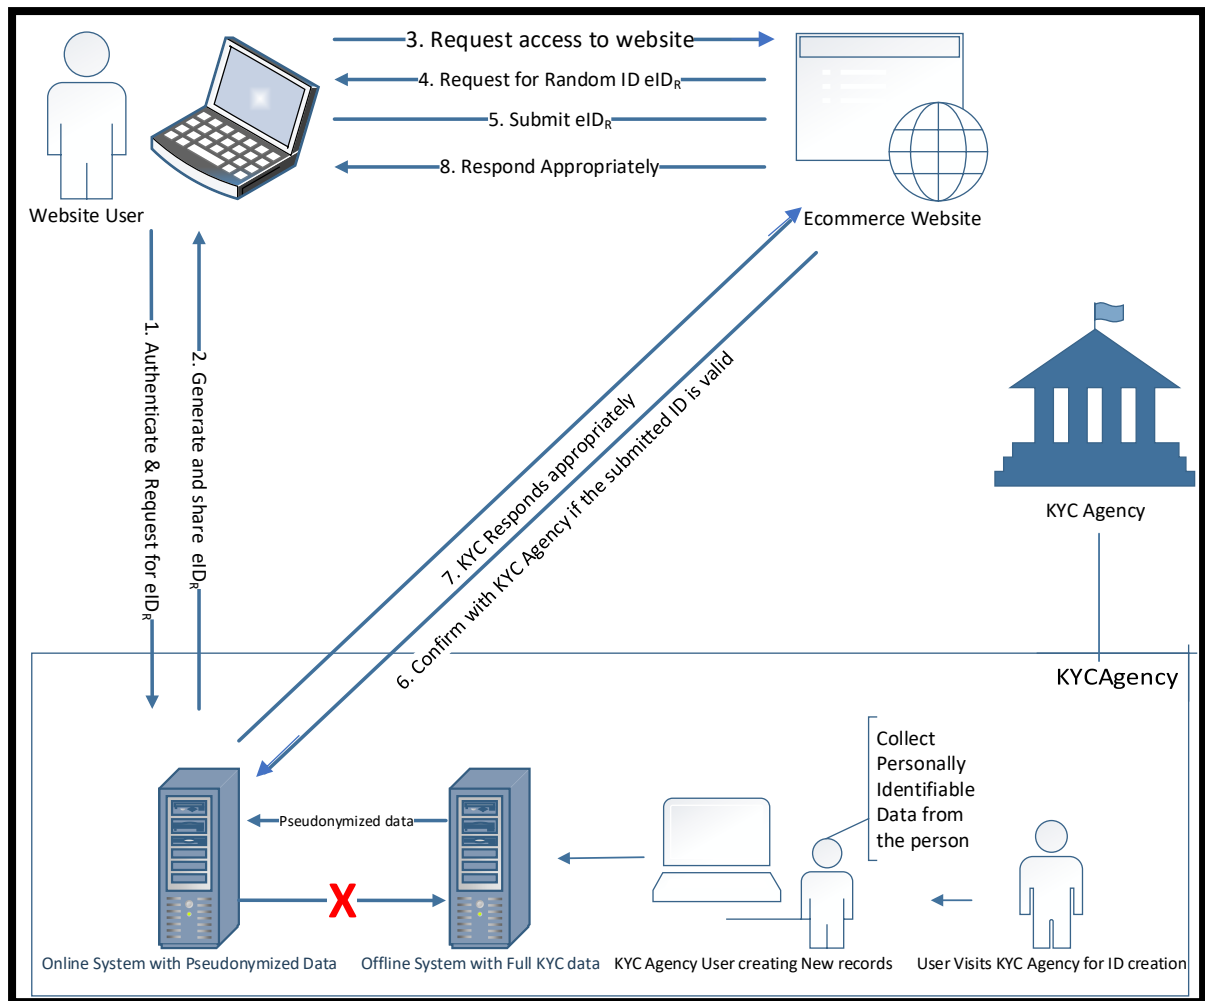 3. Request access to website
4. Request for Random ID eIDR
5. Submit eIDR
8. Respond Appropriately
Website User
Ecommerce Website
1. Authenticate & Request for eIDR
2. Generate and share eIDR
7. KYC Responds appropriately
6. Confirm with KYC Agency if the submitted ID is valid
KYC Agency
KYCAgency
Collect
Personally
Identifiable
Data from
the person
Pseudonymized data
X
Online System with Pseudonymized Data
Offline System with Full KYC data
KYC Agency User creating New records
User Visits KYC Agency for ID creation